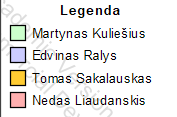 Legenda
Martynas Kuliešius
Edvinas Ralys
Tomas Sakalauskas
Nedas Liaudanskis